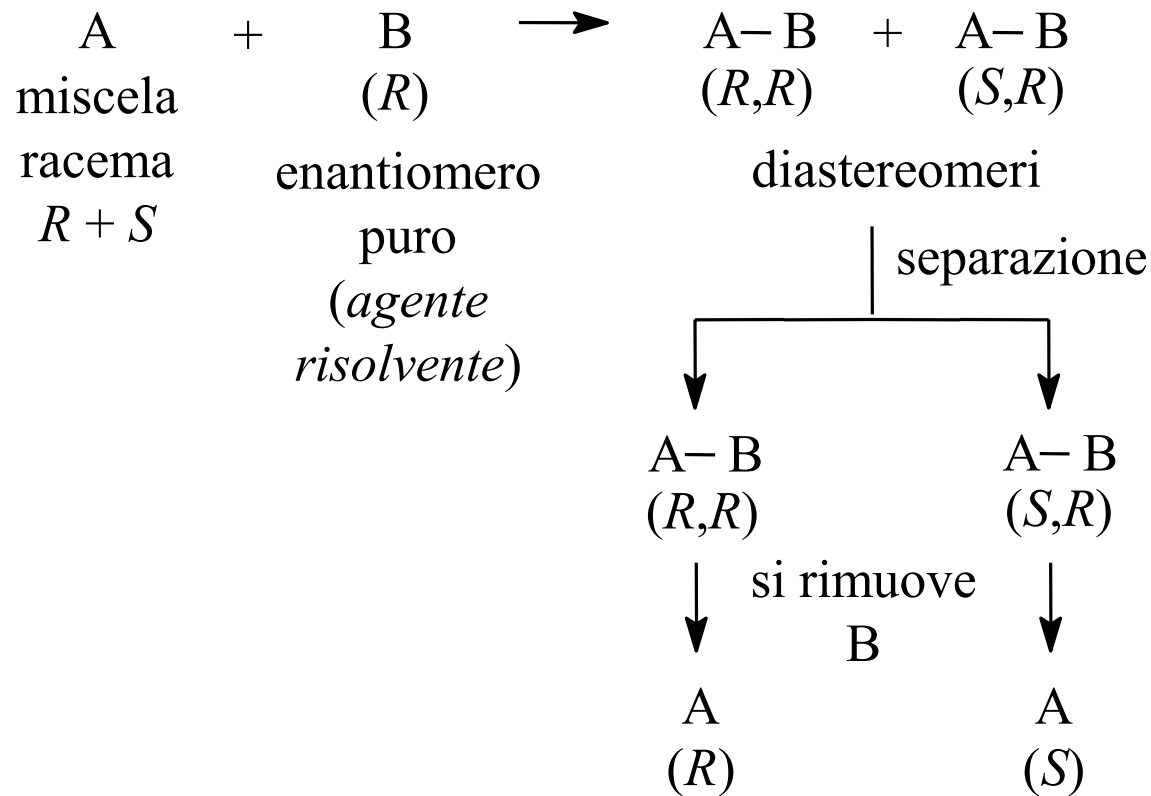 A + B A– B + A– B
miscela
racema
R + S
(R)
enantiomero
puro
(agente
risolvente)
(R,R) (S,R)
diastereomeri
separazione
A– B A– B
(R,R) (S,R)
si rimuove
B
A A
(R) (S)